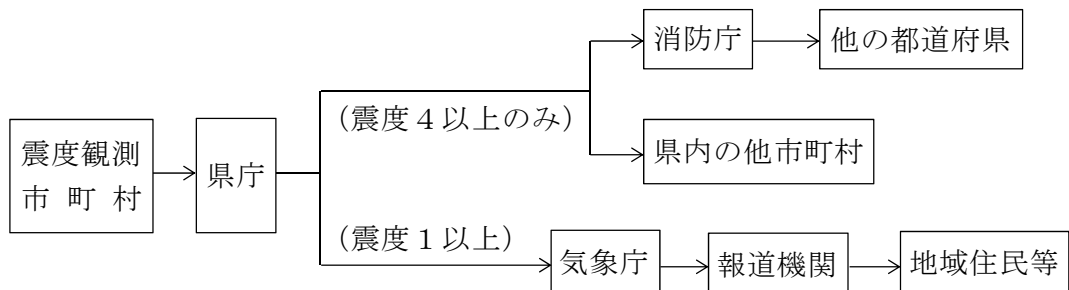 消防庁
他の都道府県
(震度4以上のみ)
震度観測
市町村
県庁
県内の他市町村
(震度1以上)
気象庁
報道機関
地域住民等